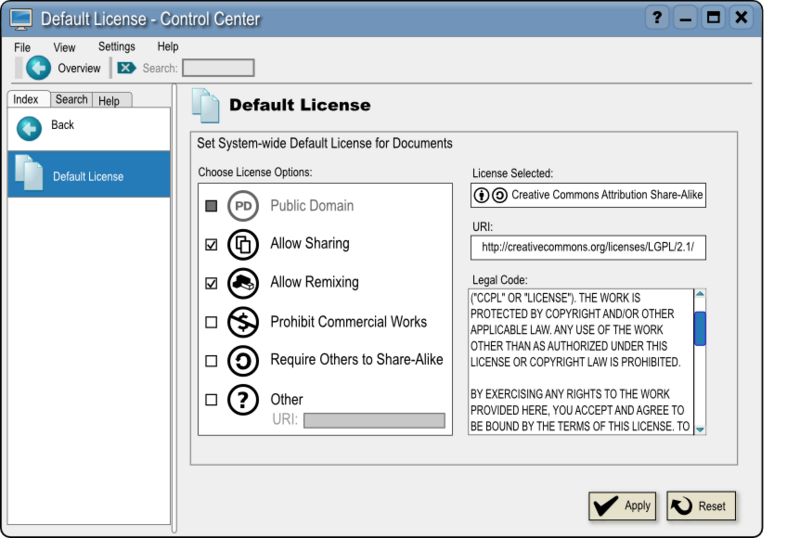 Default License - Control Center
?
File View Settings Help
Overview Search:
Index Search Help
Back
Default License
Default License
Set System-wide Default License for Documents
Choose License Options:
PD Public Domain
Allow Sharing
Allow Remixing
$ Prohibit Commercial Works
Require Others to Share-Alike
? Other
URI:
License Selected:
Creative Commons Attribution Share-Alike
URI:
http://creativecommons.org/licenses/LGPL/2.1/
Legal Code:
("CCPL" OR "LICENSE"). THE WORK IS
PROTECTED BY COPYRIGHT AND/OR OTHER
APPLICABLE LAW. ANY USE OF THE WORK
OTHER THAN AS AUTHORIZED UNDER THIS
LICENSE OR COPYRIGHT LAW IS PROHIBITED.
BY EXERCISING ANY RIGHTS TO THE WORK
PROVIDED HERE, YOU ACCEPT AND AGREE TO
BE BOUND BY THE TERMS OF THIS LICENSE. TO
Apply Reset